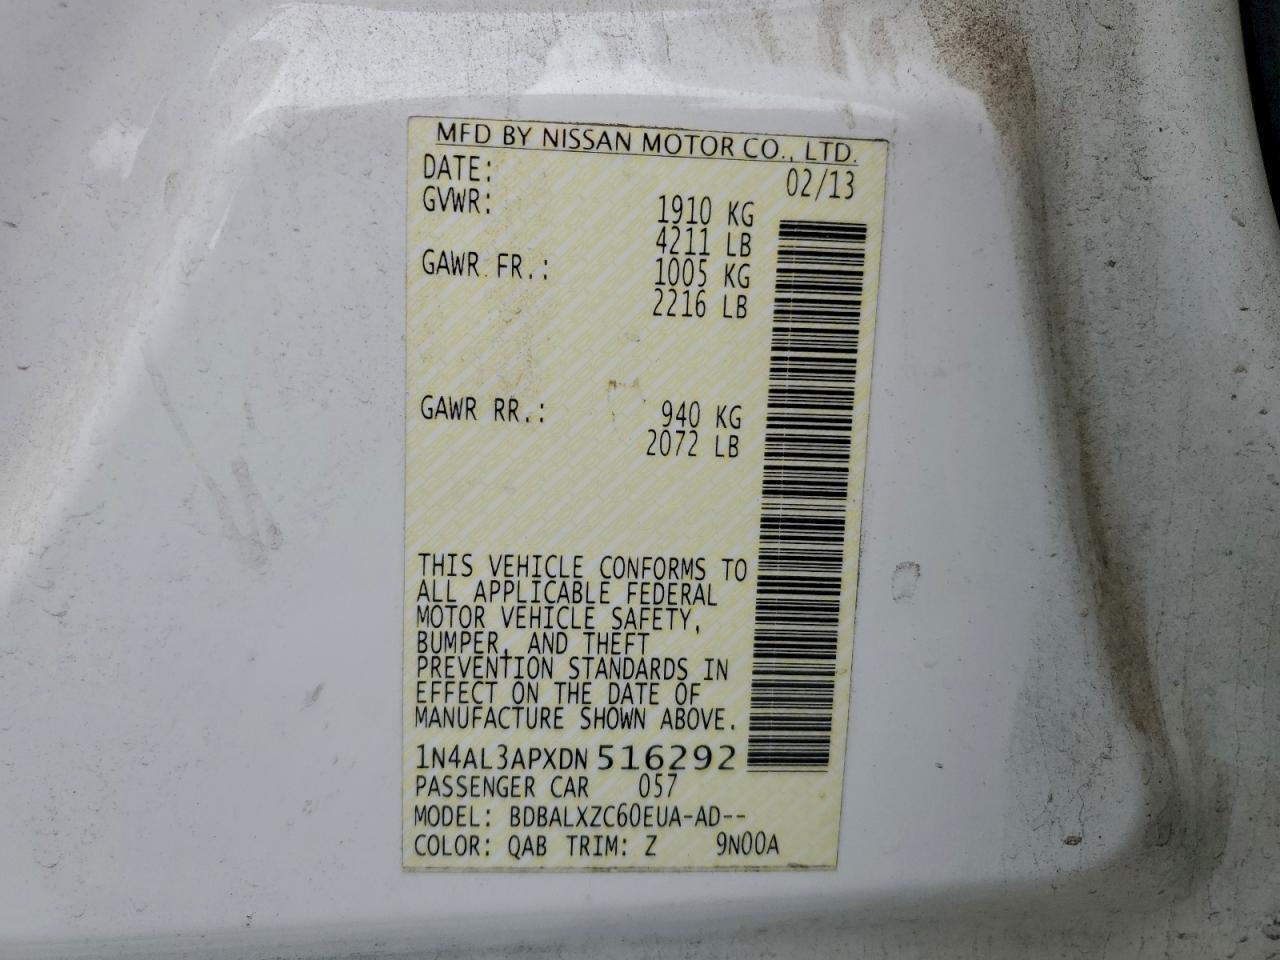 MFD BY NISSAN MOTOR CO., LTD.
DATE: 02/13
GVWR: 1910 KG
4211 LB
GAWR FR.: 1005 KG
2216 LB
GAWR RR.: 940 KG
2072 LB
THIS VEHICLE CONFORMS TO
ALL APPLICABLE FEDERAL
MOTOR VEHICLE SAFETY,
BUMPER, AND THEFT
PREVENTION STANDARDS IN
EFFECT ON THE DATE OF
MANUFACTURE SHOWN ABOVE.
1N4AL3APXDN516292
PASSENGER CAR 057
MODEL: BDBALXZC60EUA-AD--
COLOR: QAB TRIM: Z 9N00A